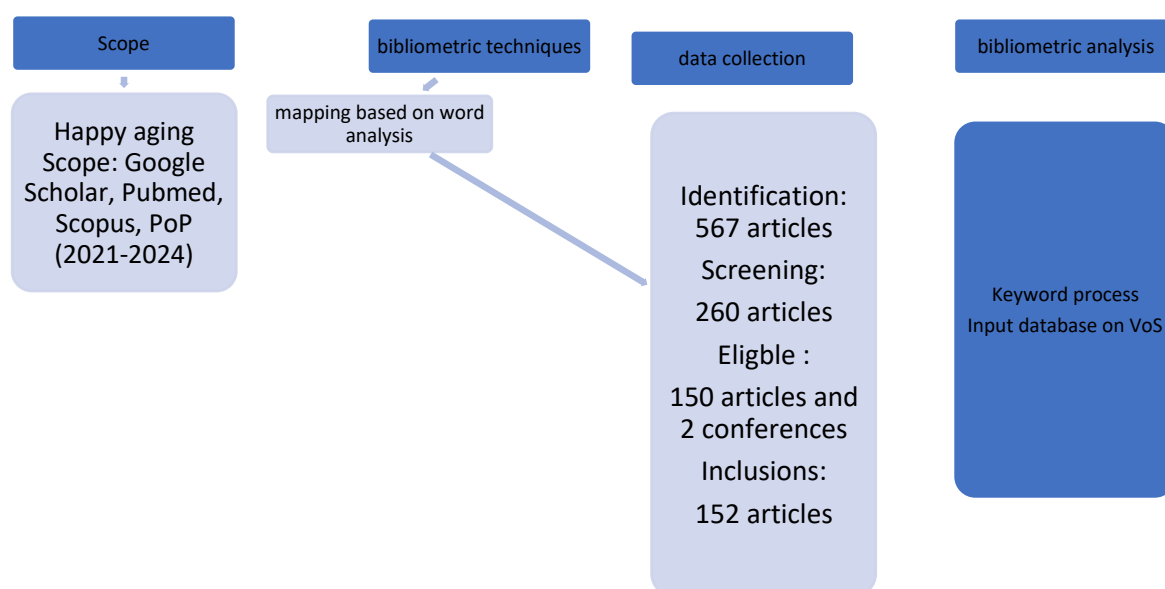 Scope
Happy aging
Scope: Google
Scholar, Pubmed,
Scopus, PoP
(2021-2024)
bibliometric techniques
mapping based on word
analysis
data collection
Identification:
567 articles
Screening:
260 articles
Eligble :
150 articles and
2 conferences
Inclusions:
152 articles
bibliometric analysis
Keyword process
Input database on VoS